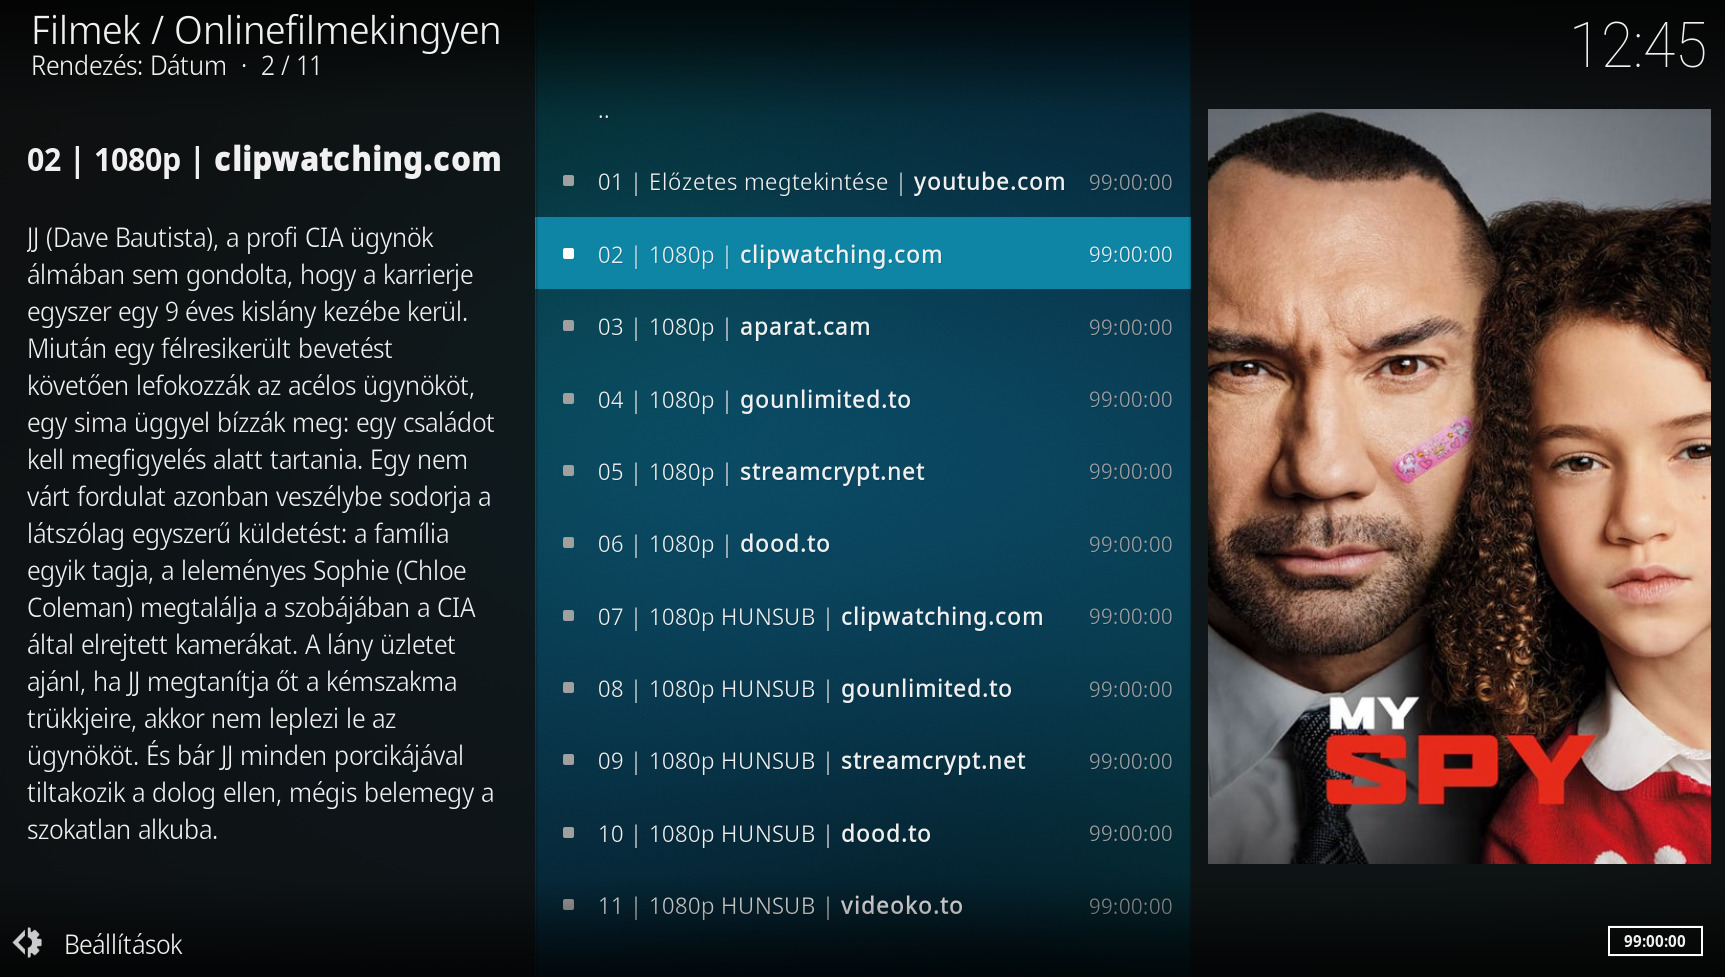 Filmek / Onlinefilmekingyen
Rendezés: Dátum · 2 / 11
12:45
02 | 1080p | clipwatching.com
JJ (Dave Bautista), a profi CIA ügynök
álmában sem gondolta, hogy a karrierje
egyszer egy 9 éves kislány kezébe kerül.
Miután egy félresikerült bevetést
követően lefokozzák az acélos ügynököt,
egy sima üggyel bízzák meg: egy családot
kell megfigyelés alatt tartania. Egy nem
várt fordulat azonban veszélybe sodorja a
látszólag egyszerű küldetést: a família
egyik tagja, a leleményes Sophie (Chloe
Coleman) megtalálja a szobájában a CIA
által elrejtett kamerákat. A lány üzletet
ajánl, ha JJ megtanítja őt a kémszakma
trükkjeire, akkor nem leplezi le az
ügynököt. És bár JJ minden porcikájával
tiltakozik a dolog ellen, mégis belemegy a
szokatlan alkuba.
..
01 | Előzetes megtekintése | youtube.com 99:00:00
02 | 1080p | clipwatching.com 99:00:00
03 | 1080p | aparat.cam 99:00:00
04 | 1080p | gounlimited.to 99:00:00
05 | 1080p | streamcrypt.net 99:00:00
06 | 1080p | dood.to 99:00:00
07 | 1080p HUNSUB | clipwatching.com 99:00:00
08 | 1080p HUNSUB | gounlimited.to 99:00:00
09 | 1080p HUNSUB | streamcrypt.net 99:00:00
10 | 1080p HUNSUB | dood.to 99:00:00
11 | 1080p HUNSUB | videoko.to 99:00:00
MY
SPY
Beállítások
99:00:00